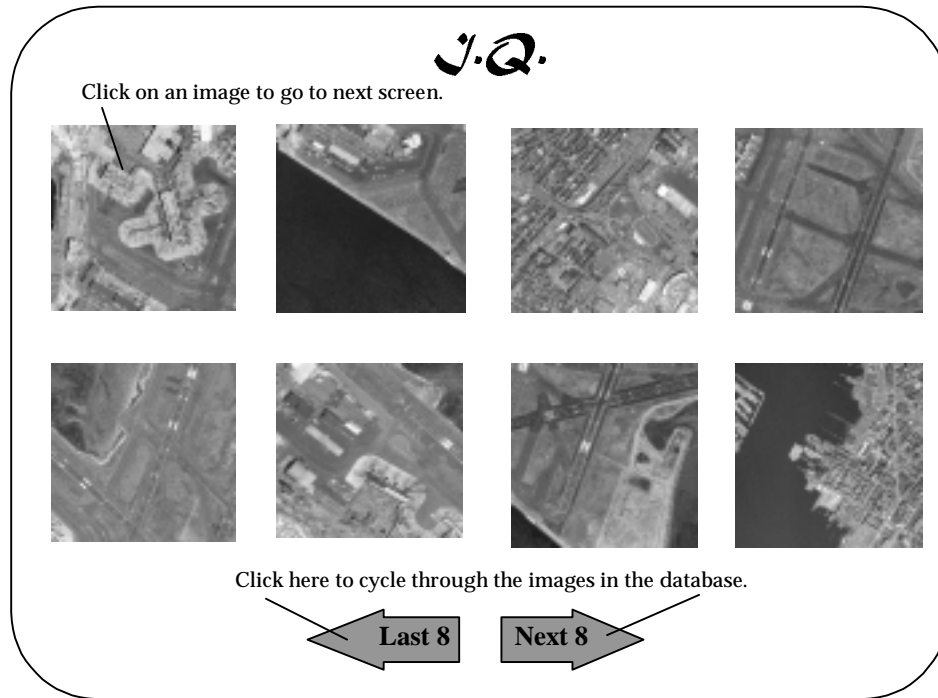 J.Q.
Click on an image to go to next screen.
Click here to cycle through the images in the database.
Last 8
Next 8